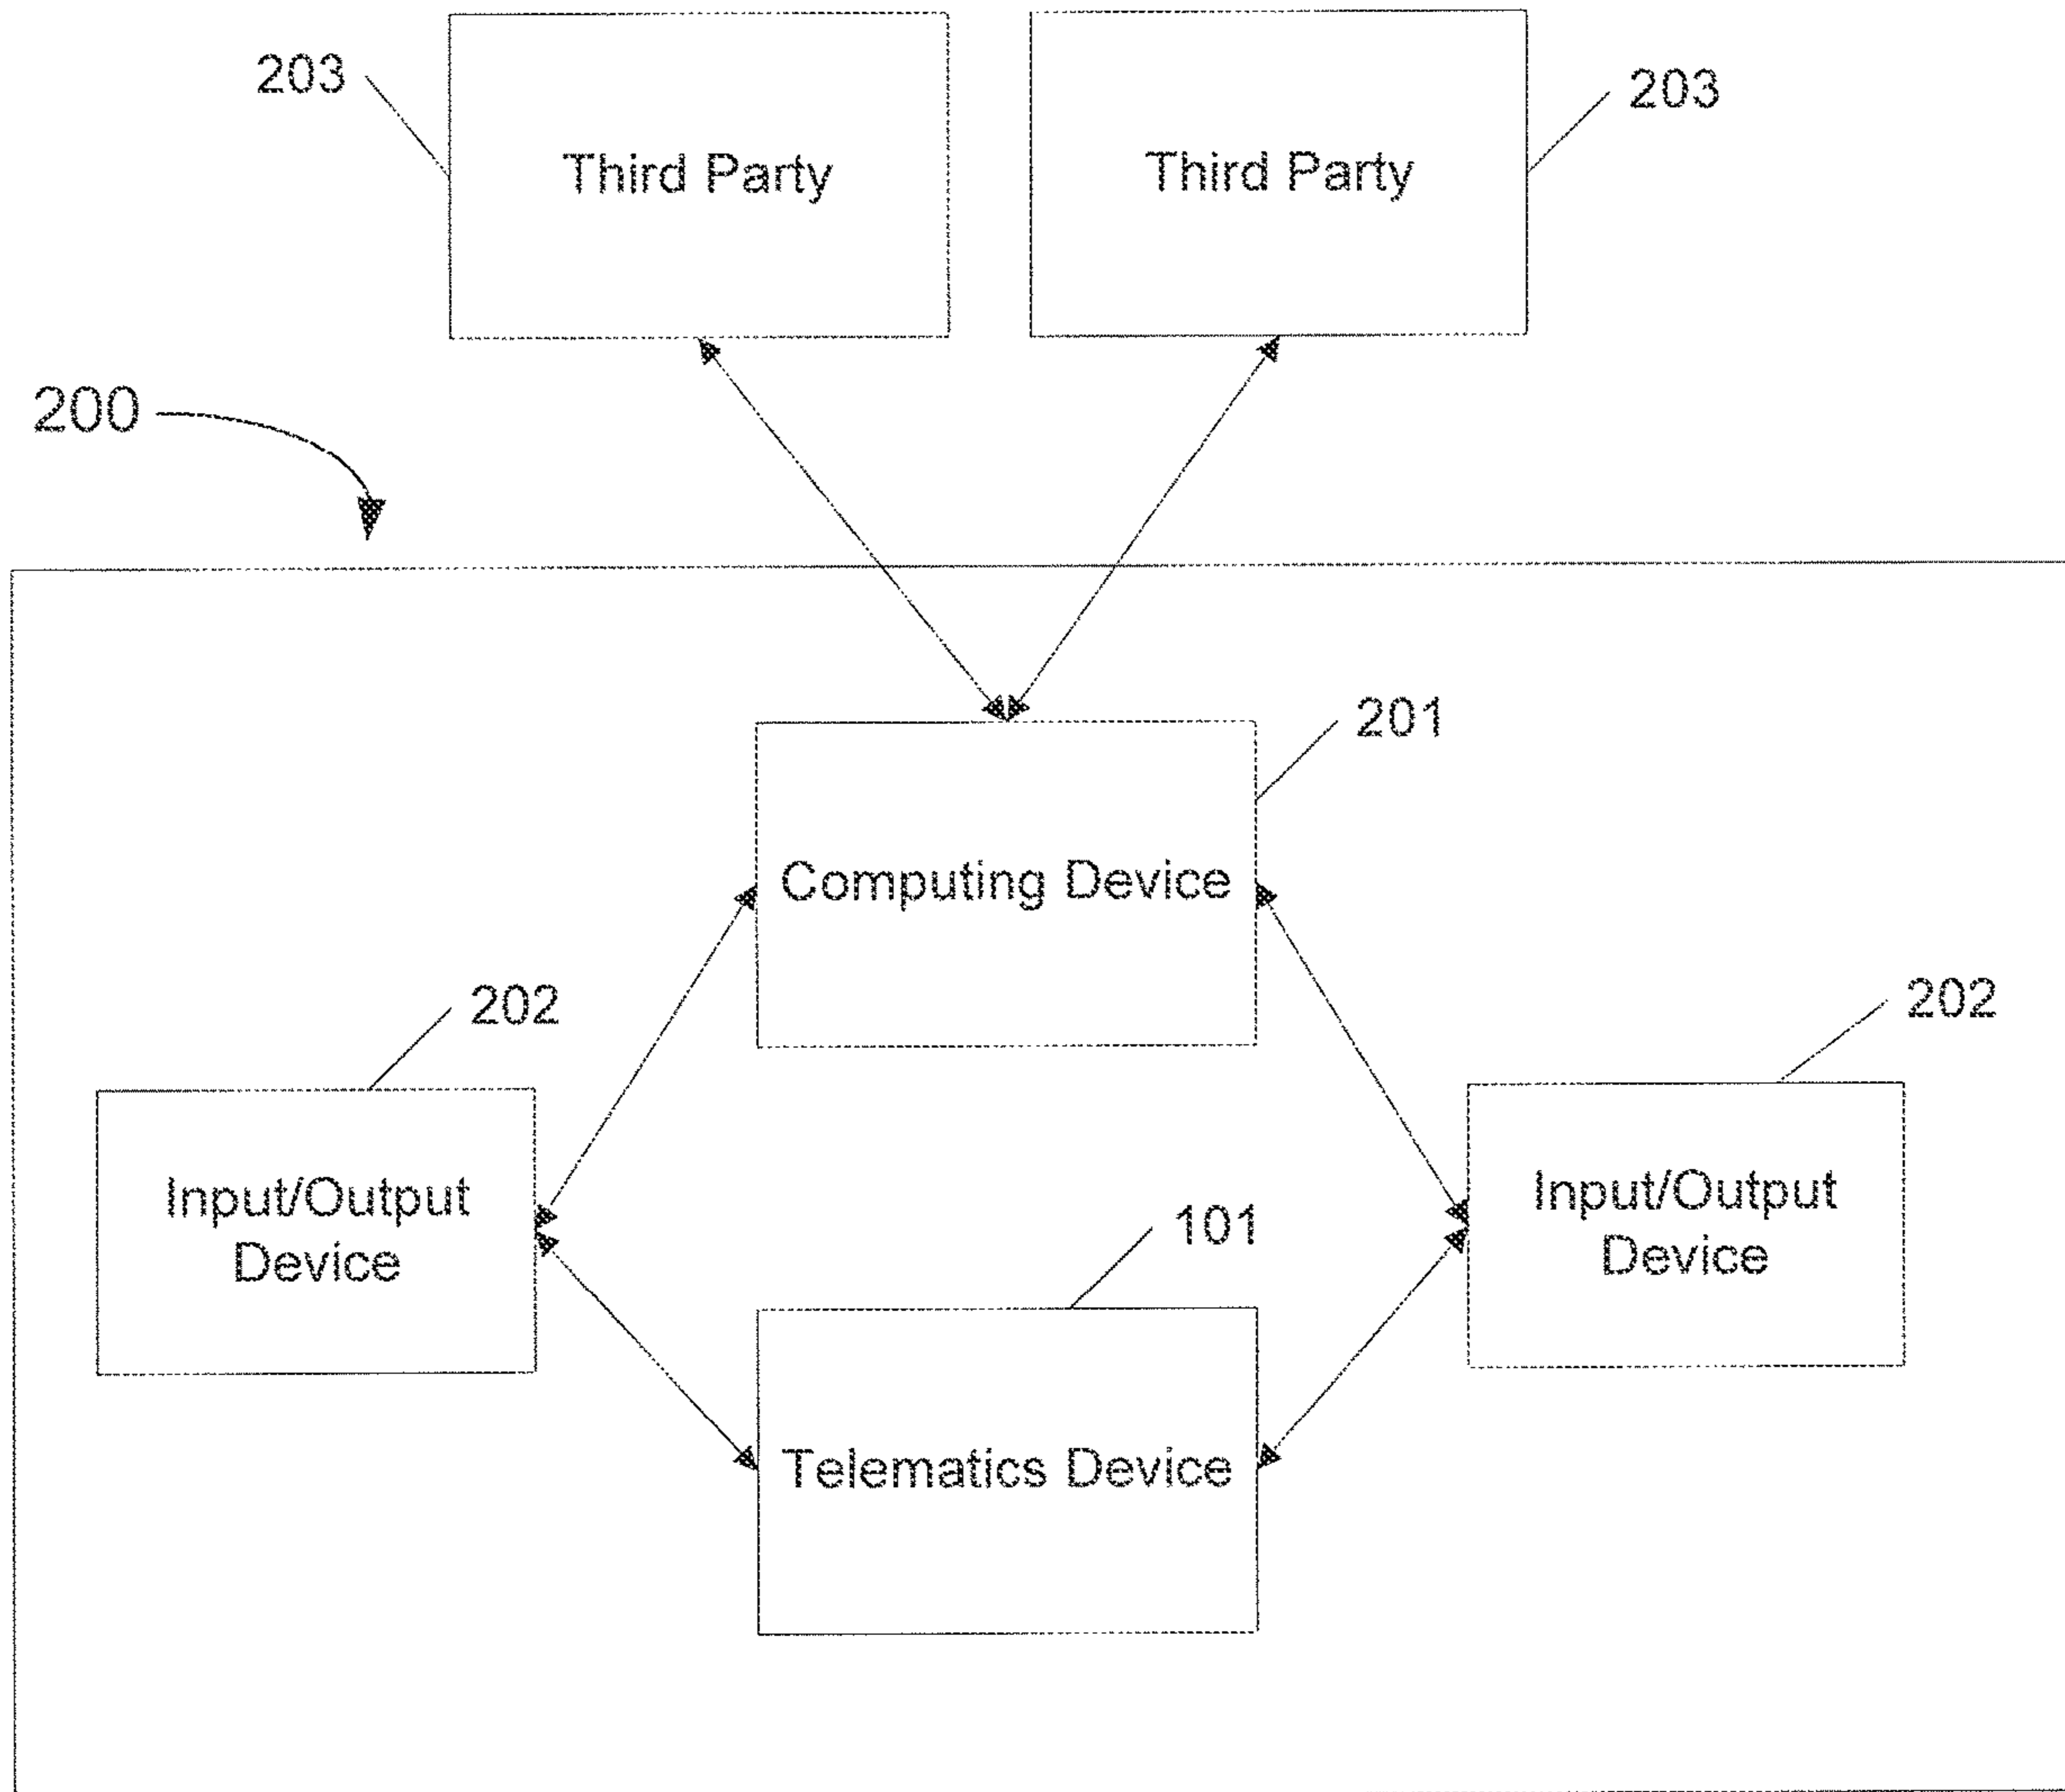 203
Third Party
Third Party
203
200
201
Computing Device
202
Input/Output
Device
202
Input/Output
Device
101
Telematics Device